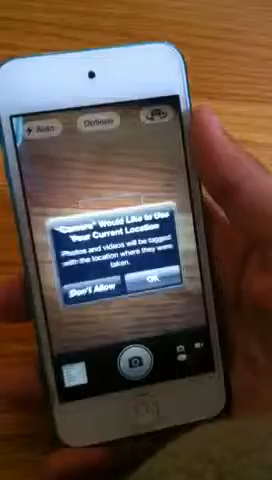 Auto
Options
"Camera" Would Like to Use
Your Current Location
Photos and videos will be tagged
with the location where they were
taken.
Don't Allow
OK